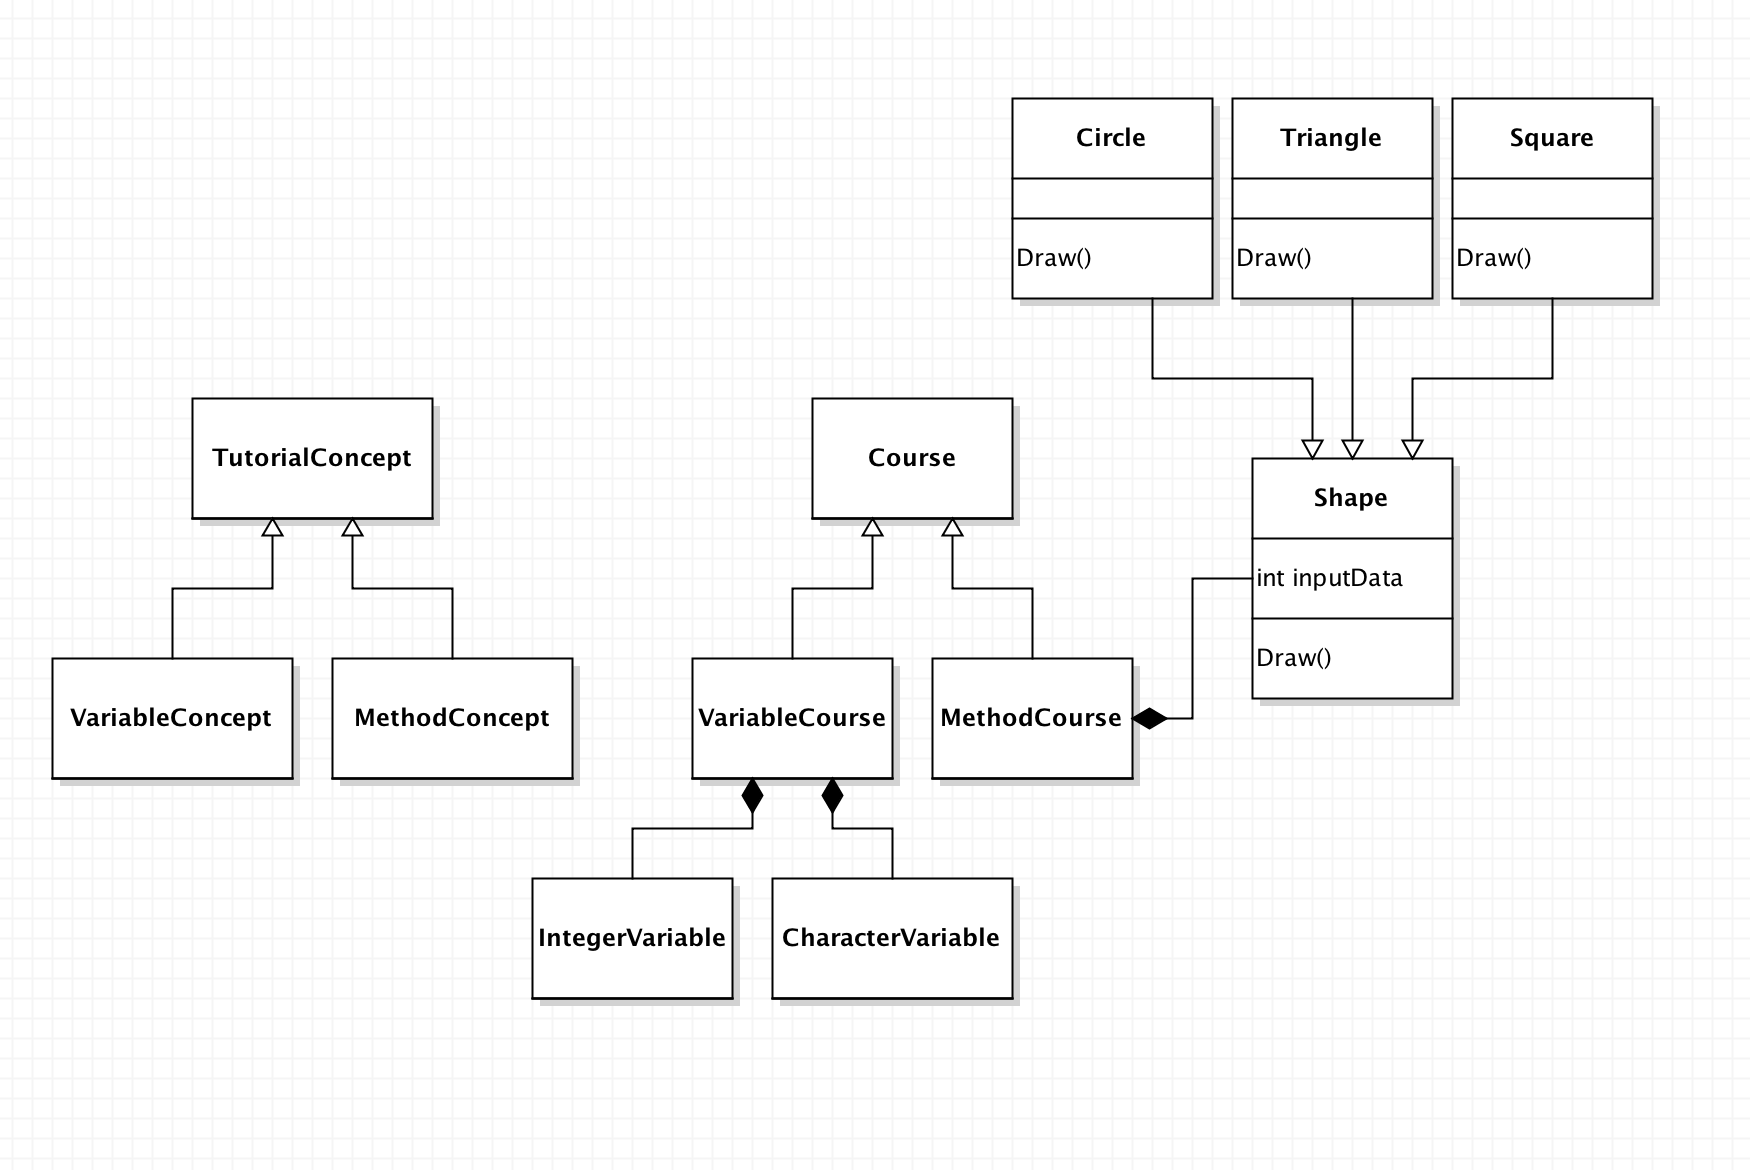 Circle
Triangle
Square
Draw()
Draw()
Draw()
TutorialConcept
Course
Shape
int inputData
Draw()
VariableConcept
MethodConcept
VariableCourse
MethodCourse
IntegerVariable
CharacterVariable